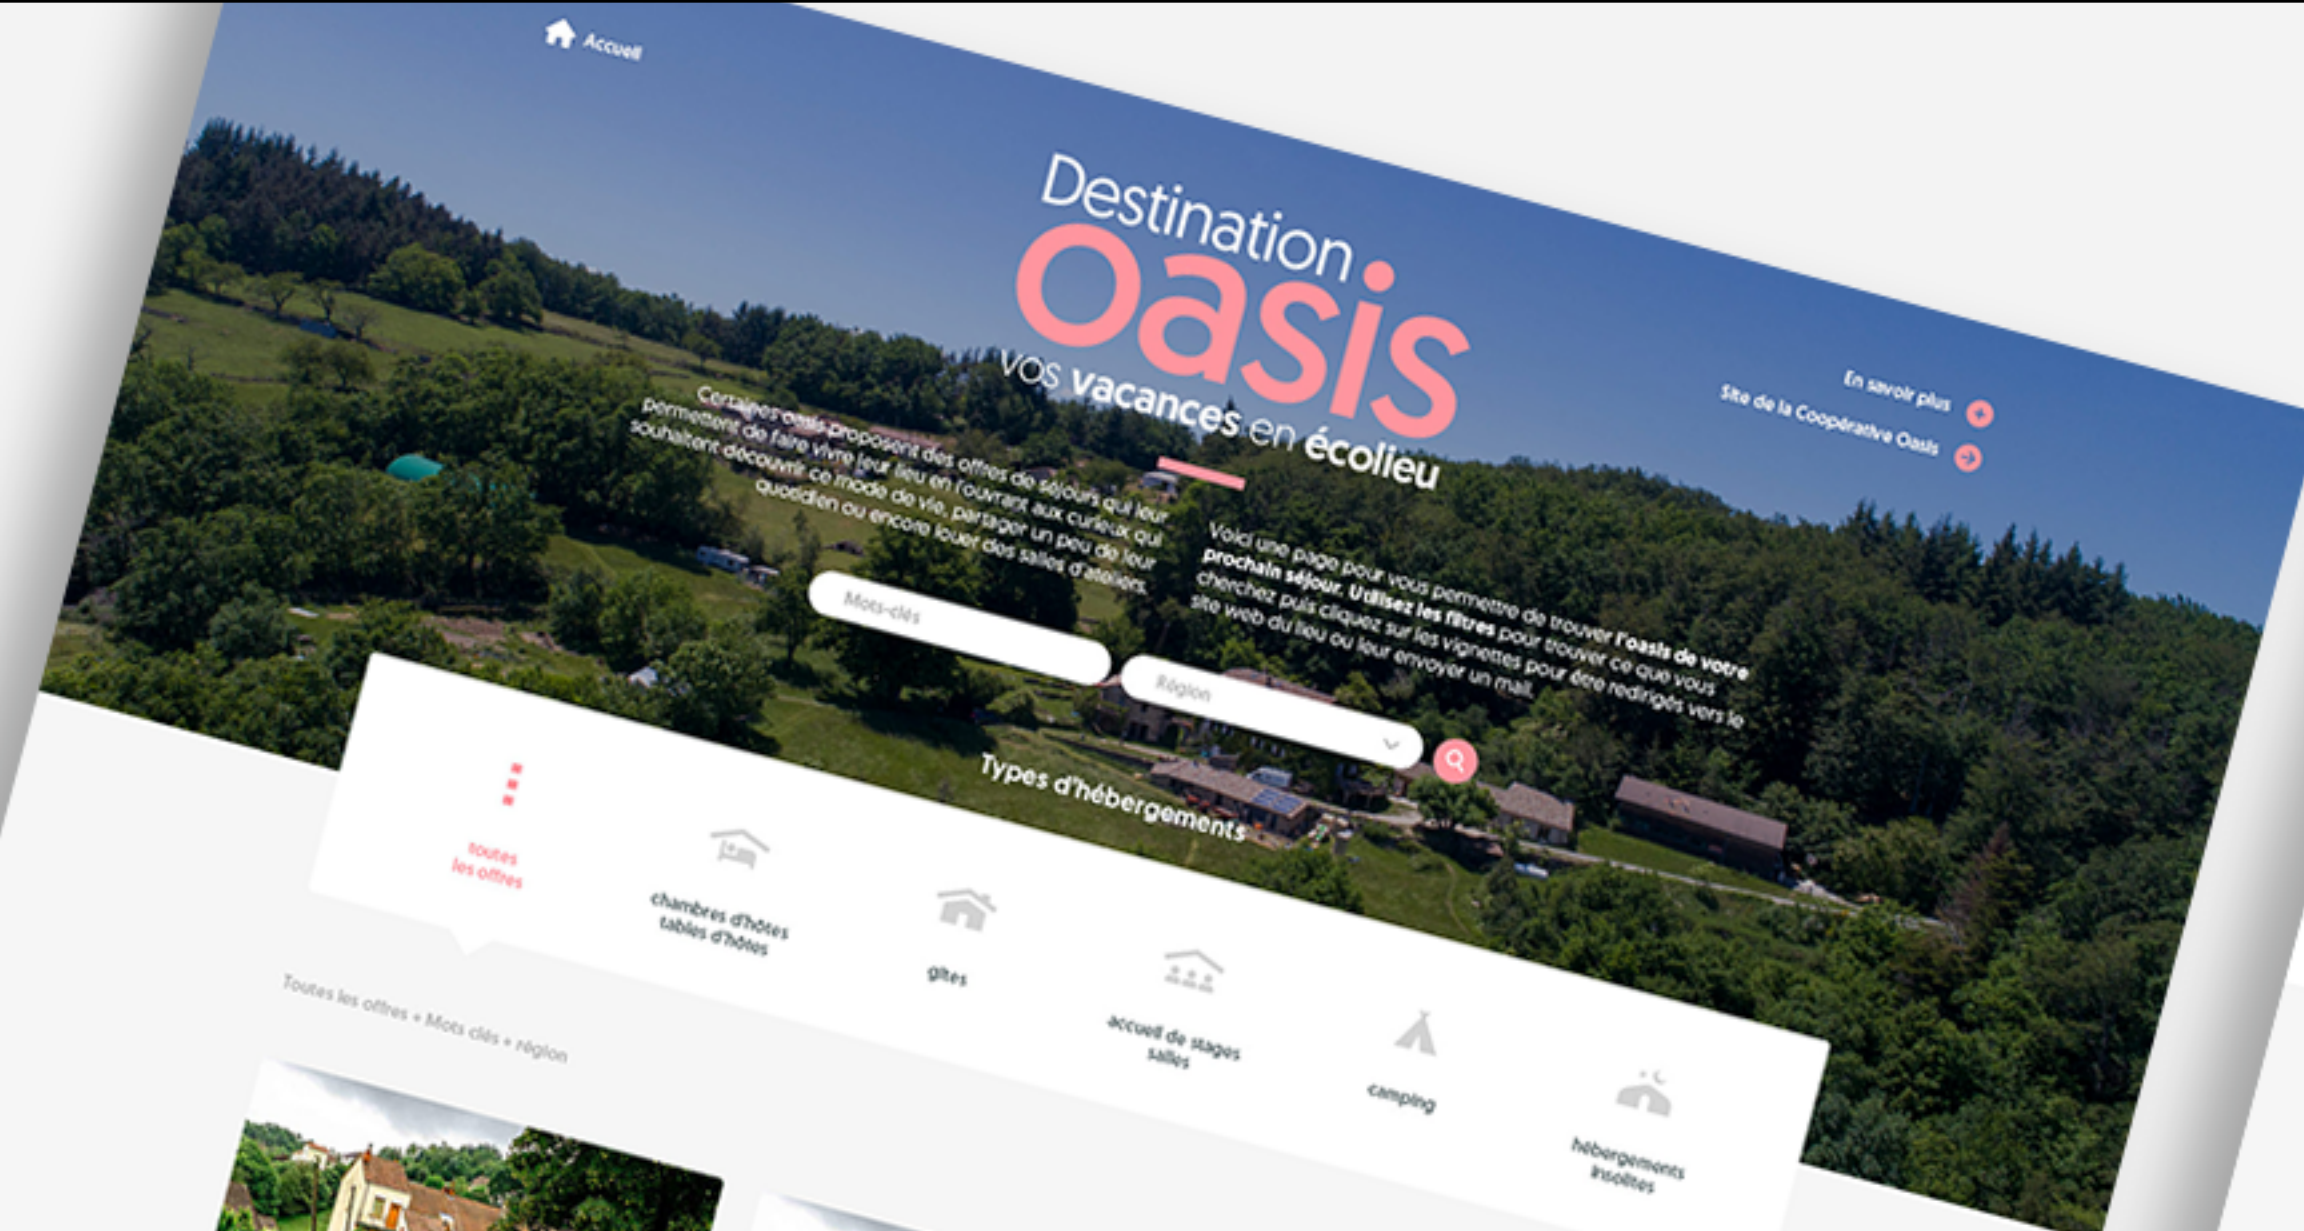 Accueil
Destination
oasis
vos vacances en écolieu
En savoir plus
Site de la Coopérative Oasis
Certaines oasis proposent des offres de séjours qui leur
permettent de faire vivre leur lieu en l'ouvrant aux curieux qui
souhaitent découvrir ce mode de vie, partager un peu de leur
quotidien ou encore louer des salles d'ateliers.
Voici une page pour vous permettre de trouver l'oasis de votre
prochain séjour. Utilisez les filtres pour trouver ce que vous
cherchez puis cliquez sur les vignettes pour être redirigés vers le
site web du lieu ou leur envoyer un mail.
Mots-clés
Région
Types d'hébergements
toutes
les offres
chambres d'hôtes
tables d'hôtes
gîtes
accueil de stages
salles
camping
hébergements
insolites
Toutes les offres + Mots clés + région